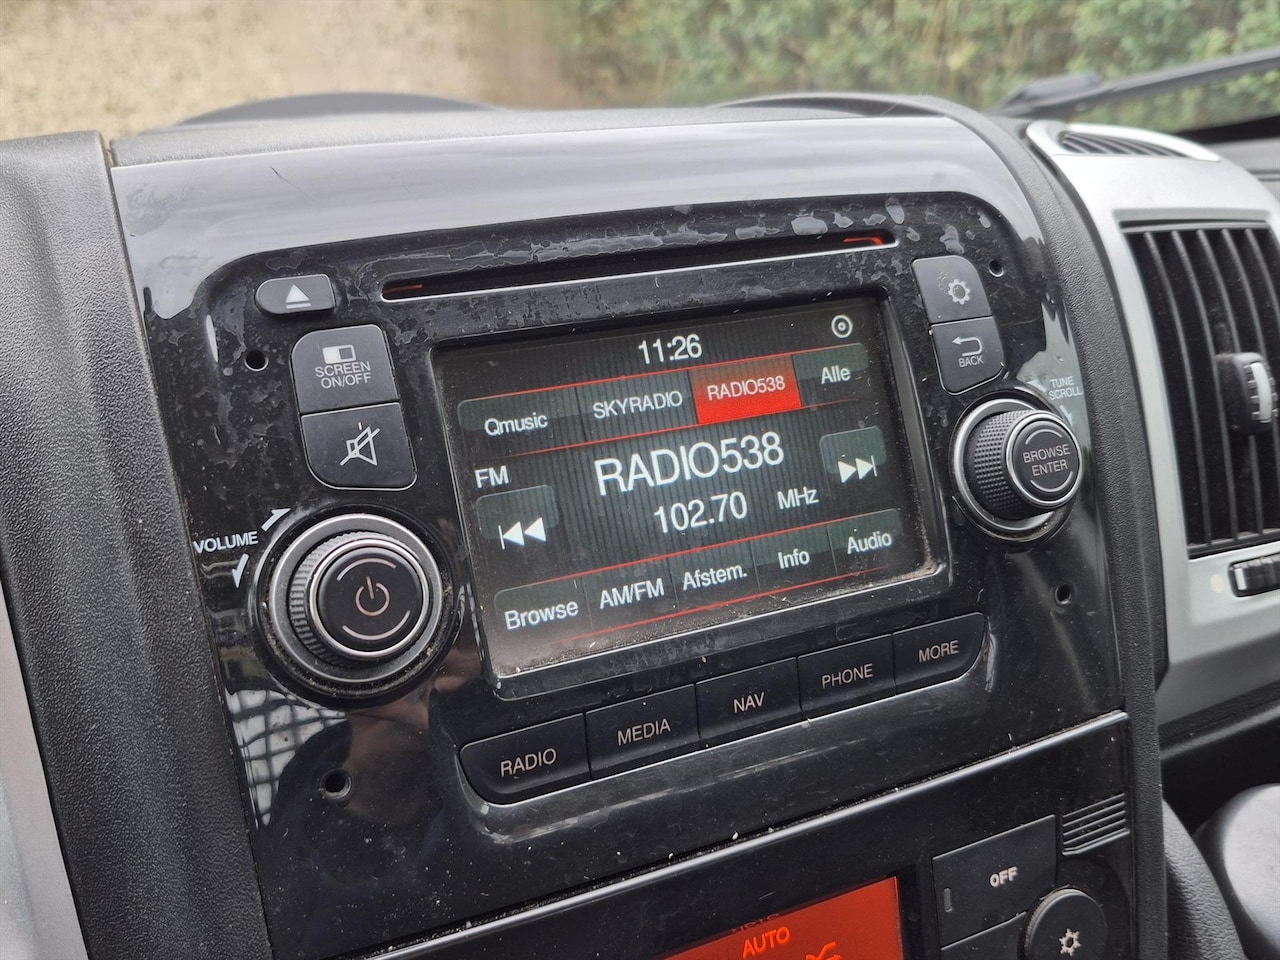 SCREEN
ON/OFF
VOLUME
11:26
Qmusic SKYRADIO RADIO538 Alle
FM
RADIO538
102.70 MHz
Browse AM/FM Afstem. Info Audio
BACK
TUNE
SCROLL
BROWSE
ENTER
RADIO MEDIA NAV PHONE MORE
OFF
AUTO